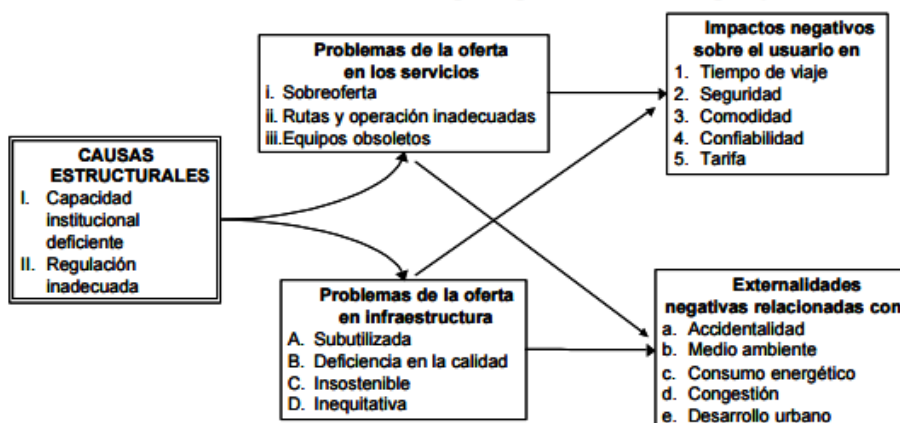 CAUSAS
ESTRUCTURALES
I. Capacidad
institucional
deficiente
II. Regulación
inadecuada
Problemas de la oferta
en los servicios
i. Sobreoferta
ii. Rutas y operación inadecuadas
iii.Equipos obsoletos
Problemas de la oferta
en infraestructura
A. Subutilizada
B. Deficiencia en la calidad
C. Insostenible
D. Inequitativa
Impactos negativos
sobre el usuario en
1. Tiempo de viaje
2. Seguridad
3. Comodidad
4. Confiabilidad
5. Tarifa
Externalidades
negativas relacionadas con
a. Accidentalidad
b. Medio ambiente
c. Consumo energético
d. Congestión
e. Desarrollo urbano